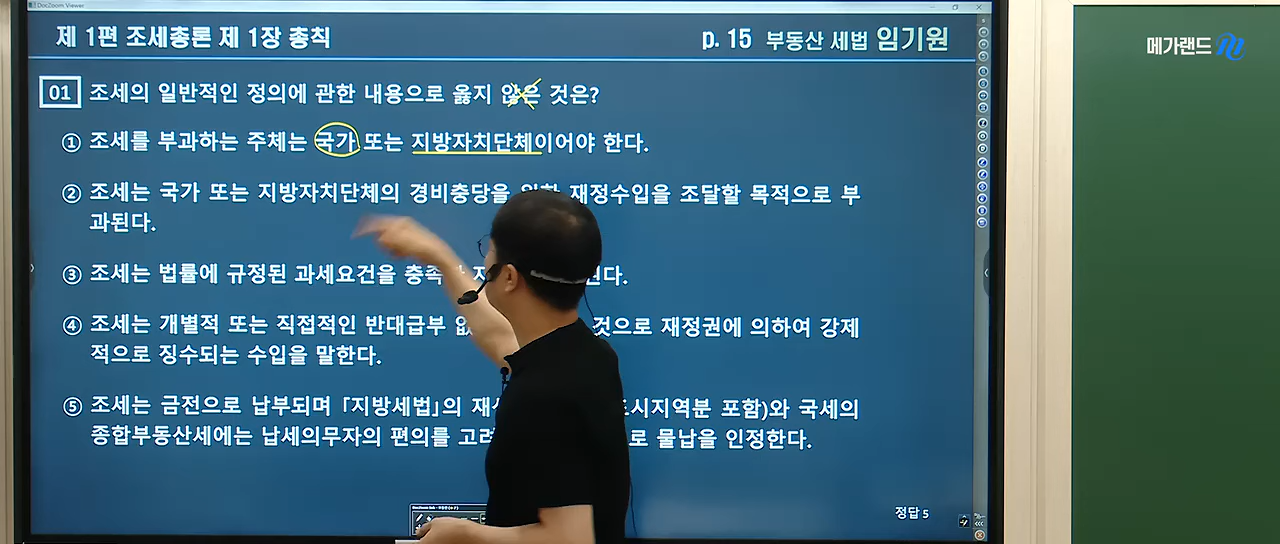 DocZoom Viewer
제 1편 조세총론 제 1장 총칙
p. 15 부동산 세법 임기원
메가랜드
01 조세의 일반적인 정의에 관한 내용으로 옳지 않은 것은?
① 조세를 부과하는 주체는 국가 또는 지방자치단체이어야 한다.
② 조세는 국가 또는 지방자치단체의 경비충당을 위한 재정수입을 조달할 목적으로 부
과된다.
③ 조세는 법률에 규정된 과세요건을 충족
④ 조세는 개별적 또는 직접적인 반대급부 것으로 재정권에 의하여 강제
적으로 징수되는 수입을 말한다.
⑤ 조세는 금전으로 납부되며 「지방세법」의 포함)와 국세의
종합부동산세에는 납세의무자의 편의를 물납을 인정한다.
정답 5